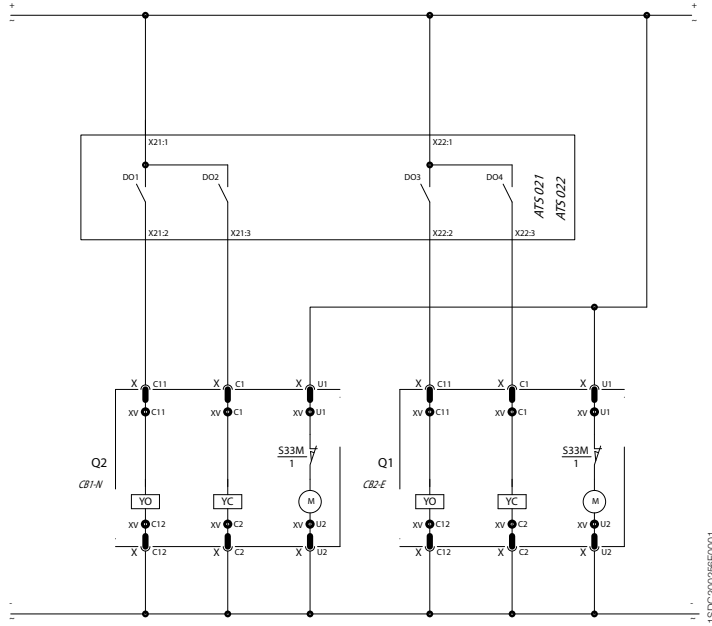 + +
X21:1 X22:1
DO1 DO2 DO3 DO4
ATS 021
ATS 022
X21:2 X21:3 X22:2 X22:3
X C11 X C1 X U1 X C11 X C1 X U1
XV C11 XV C1 XV U1 XV C11 XV C1 XV U1
S33M S33M
1 1
Q2 Q1
CB1-N CB2-E
YO YC M YO YC M
XV C12 XV C2 XV U2 XV C12 XV C2 XV U2
X C12 X C2 X U2 X C12 X C2 X U2
- -
- -
1SDC200256F0001